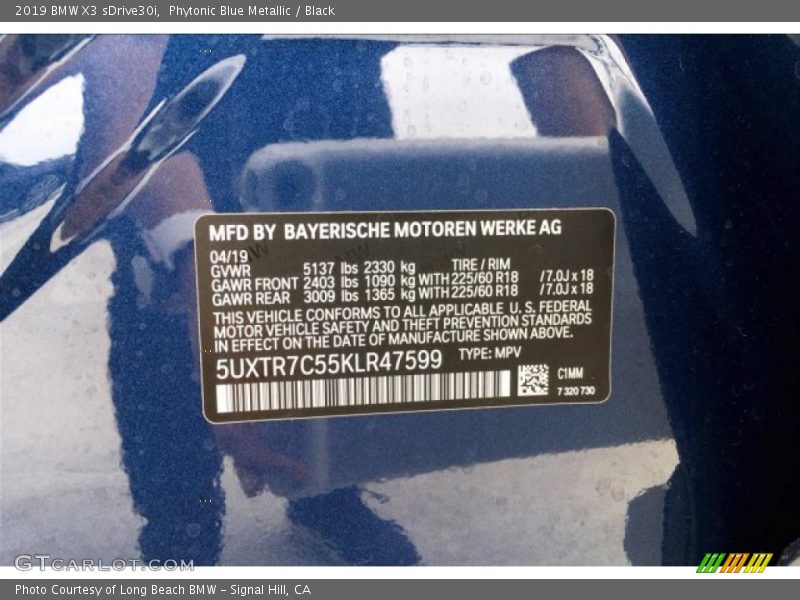 2019 BMW X3 sDrive30i, Phytonic Blue Metallic / Black
MFD BY BAYERISCHE MOTOREN WERKE AG
04/19
GVWR 5137 lbs 2330 kg TIRE / RIM
GAWR FRONT 2403 lbs 1090 kg WITH 225/60 R18 /7.0J x 18
GAWR REAR 3009 lbs 1365 kg WITH 225/60 R18 /7.0J x 18
THIS VEHICLE CONFORMS TO ALL APPLICABLE U.S. FEDERAL
MOTOR VEHICLE SAFETY AND THEFT PREVENTION STANDARDS
IN EFFECT ON THE DATE OF MANUFACTURE SHOWN ABOVE.
5UXTR7C55KLR47599 TYPE: MPV
C1MM
7 320 730
GTCARLOT.COM
Photo Courtesy of Long Beach BMW - Signal Hill, CA